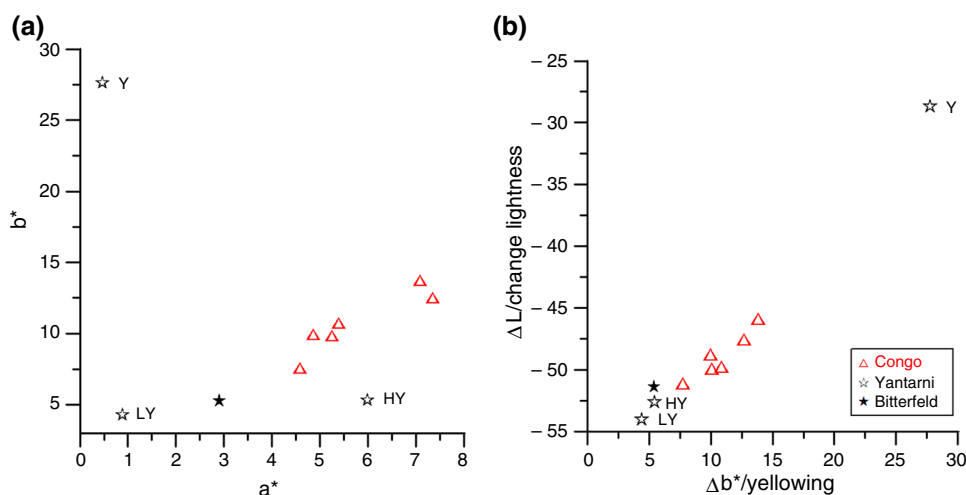 (a)
30
25
20
15
10
5
b*
Y
LY
HY
0 1 2 3 4 5 6 7 8
a*
(b)
– 25
– 30
– 35
– 40
– 45
– 50
– 55
ΔL/change lightness
Y
HY
LY
Congo
Yantarni
Bitterfeld
0 5 10 15 20 25 30
Δb*/yellowing